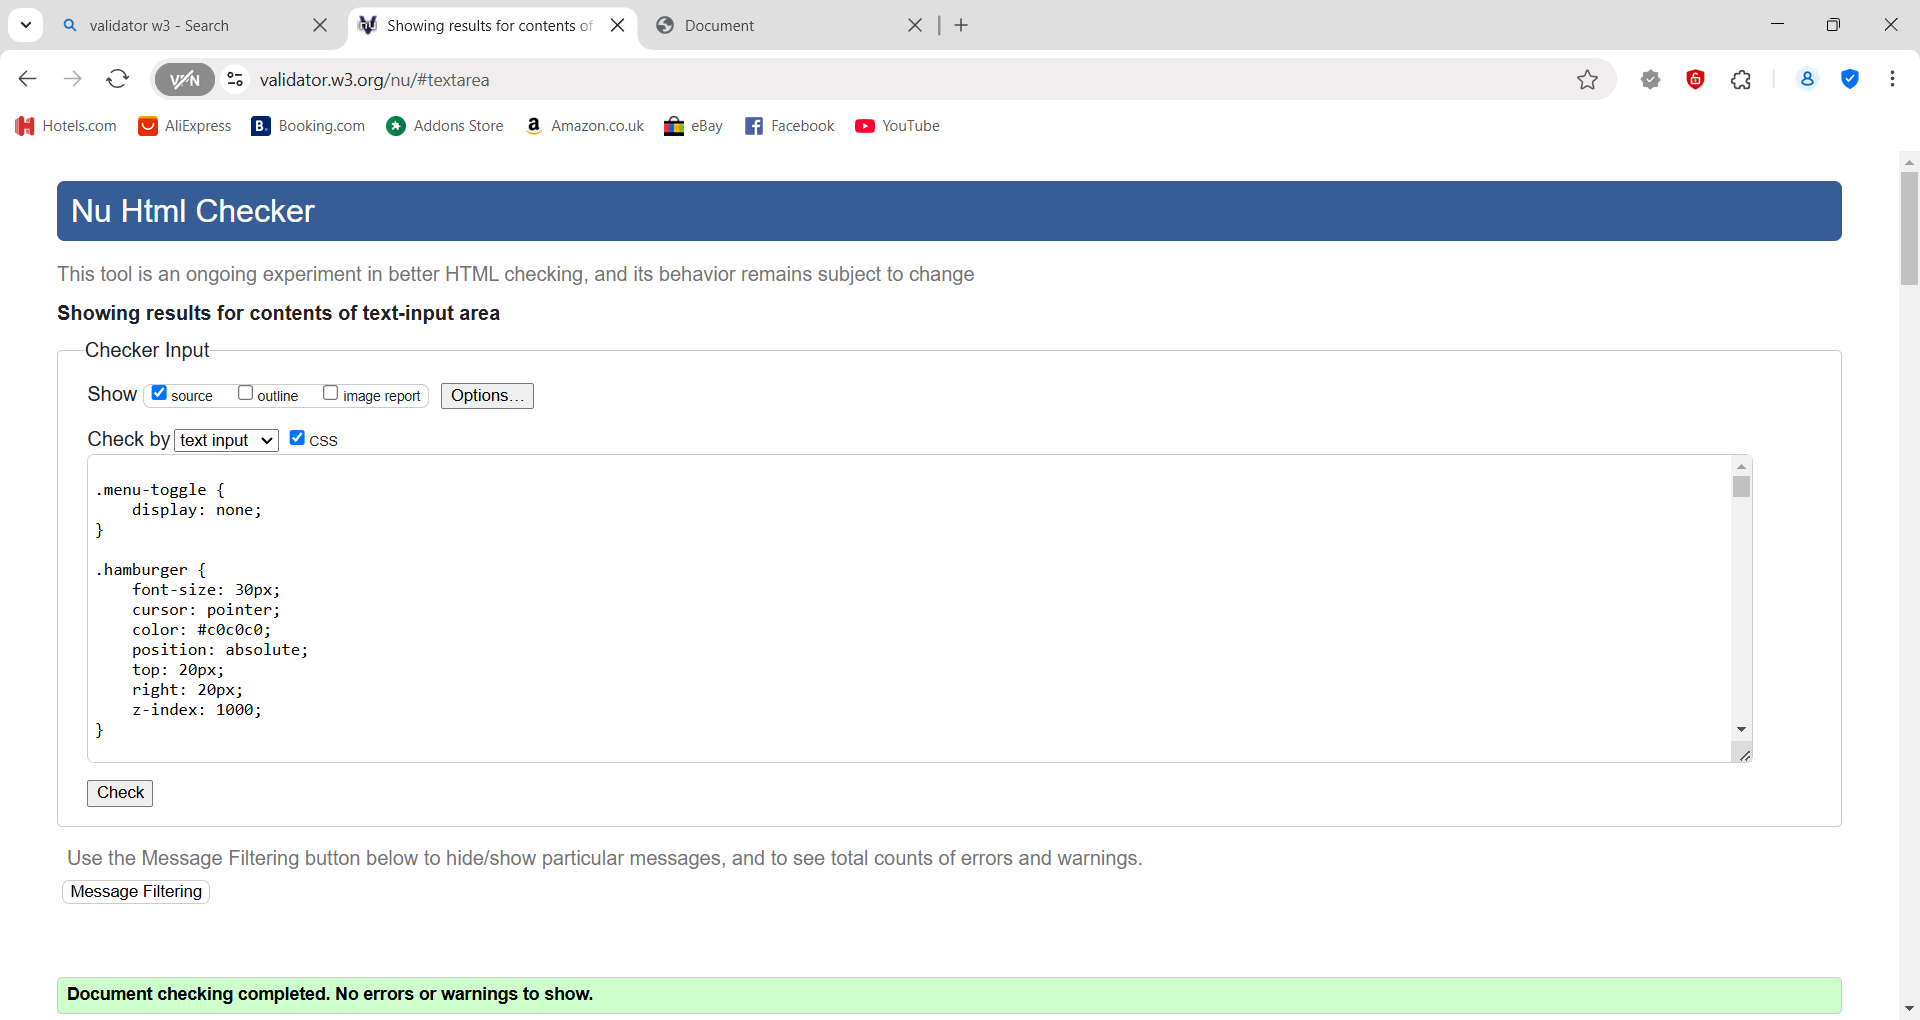 validator w3 - Search
Showing results for contents of
Document
VPN
validator.w3.org/nu/#textarea
Hotels.com
AliExpress
B.
Booking.com
Addons Store
a
Amazon.co.uk
eBay
Facebook
YouTube
Nu Html Checker
This tool is an ongoing experiment in better HTML checking, and its behavior remains subject to change
Showing results for contents of text-input area
Checker Input
Show source outline image report Options...
Check by text input CSS
.menu-toggle {
    display: none;
}
.hamburger {
    font-size: 30px;
    cursor: pointer;
    color: #c0c0c0;
    position: absolute;
    top: 20px;
    right: 20px;
    z-index: 1000;
}
Check
Use the Message Filtering button below to hide/show particular messages, and to see total counts of errors and warnings.
Message Filtering
Document checking completed. No errors or warnings to show.